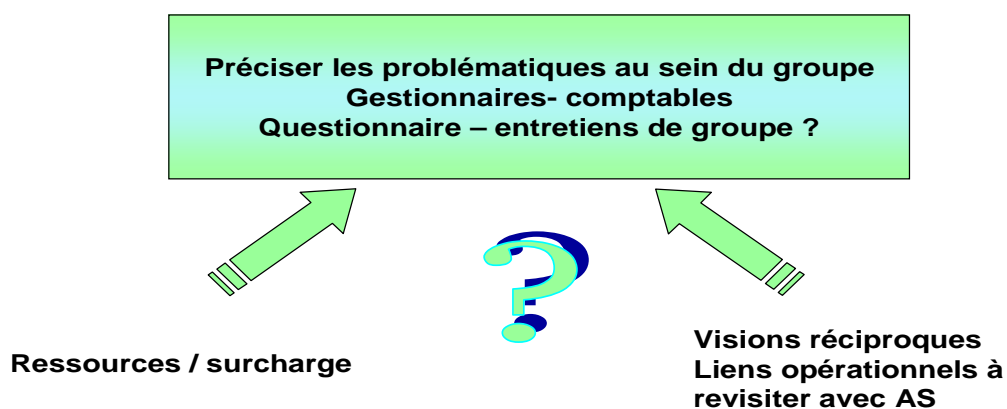 Préciser les problématiques au sein du groupe
Gestionnaires- comptables
Questionnaire – entretiens de groupe ?
?
Ressources / surcharge
Visions réciproques
Liens opérationnels à
revisiter avec AS